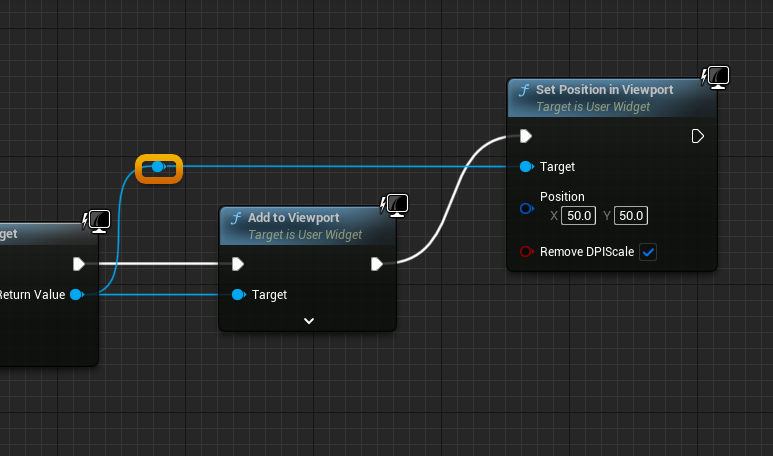 Set Position in Viewport
Target is User Widget
Target
Position
X 50.0 Y 50.0
Remove DPIScale
Add to Viewport
Target is User Widget
Target
get
Return Value